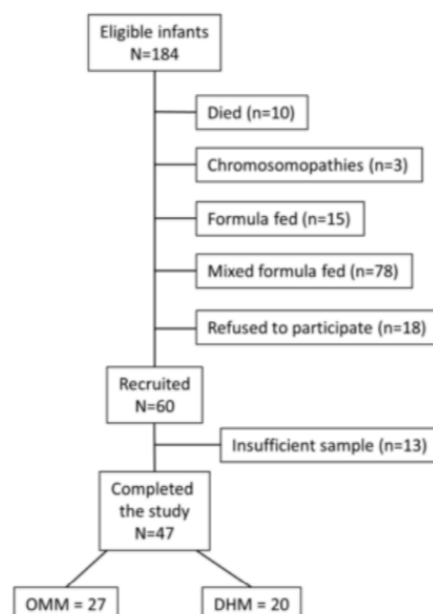 Eligible infants
N=184
Died (n=10)
Chromosomopathies (n=3)
Formula fed (n=15)
Mixed formula fed (n=78)
Refused to participate (n=18)
Recruited
N=60
Insufficient sample (n=13)
Completed
the study
N=47
OMM = 27
DHM = 20